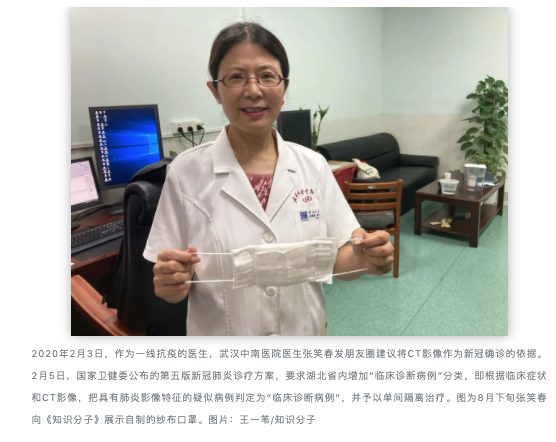 2020年2月3日，作为一线抗疫的医生，武汉中南医院医生张笑春发朋友圈建议将CT影像作为新冠确诊的依据。
2月5日，国家卫健委公布的第五版新冠肺炎诊疗方案，要求湖北省内增加“临床诊断病例”分类，即根据临床症状
和CT影像，把具有肺炎影像特征的疑似病例判定为“临床诊断病例”，并予以单间隔离治疗。图为8月下旬张笑春
向《知识分子》展示自制的纱布口罩。图片：王一苇/知识分子